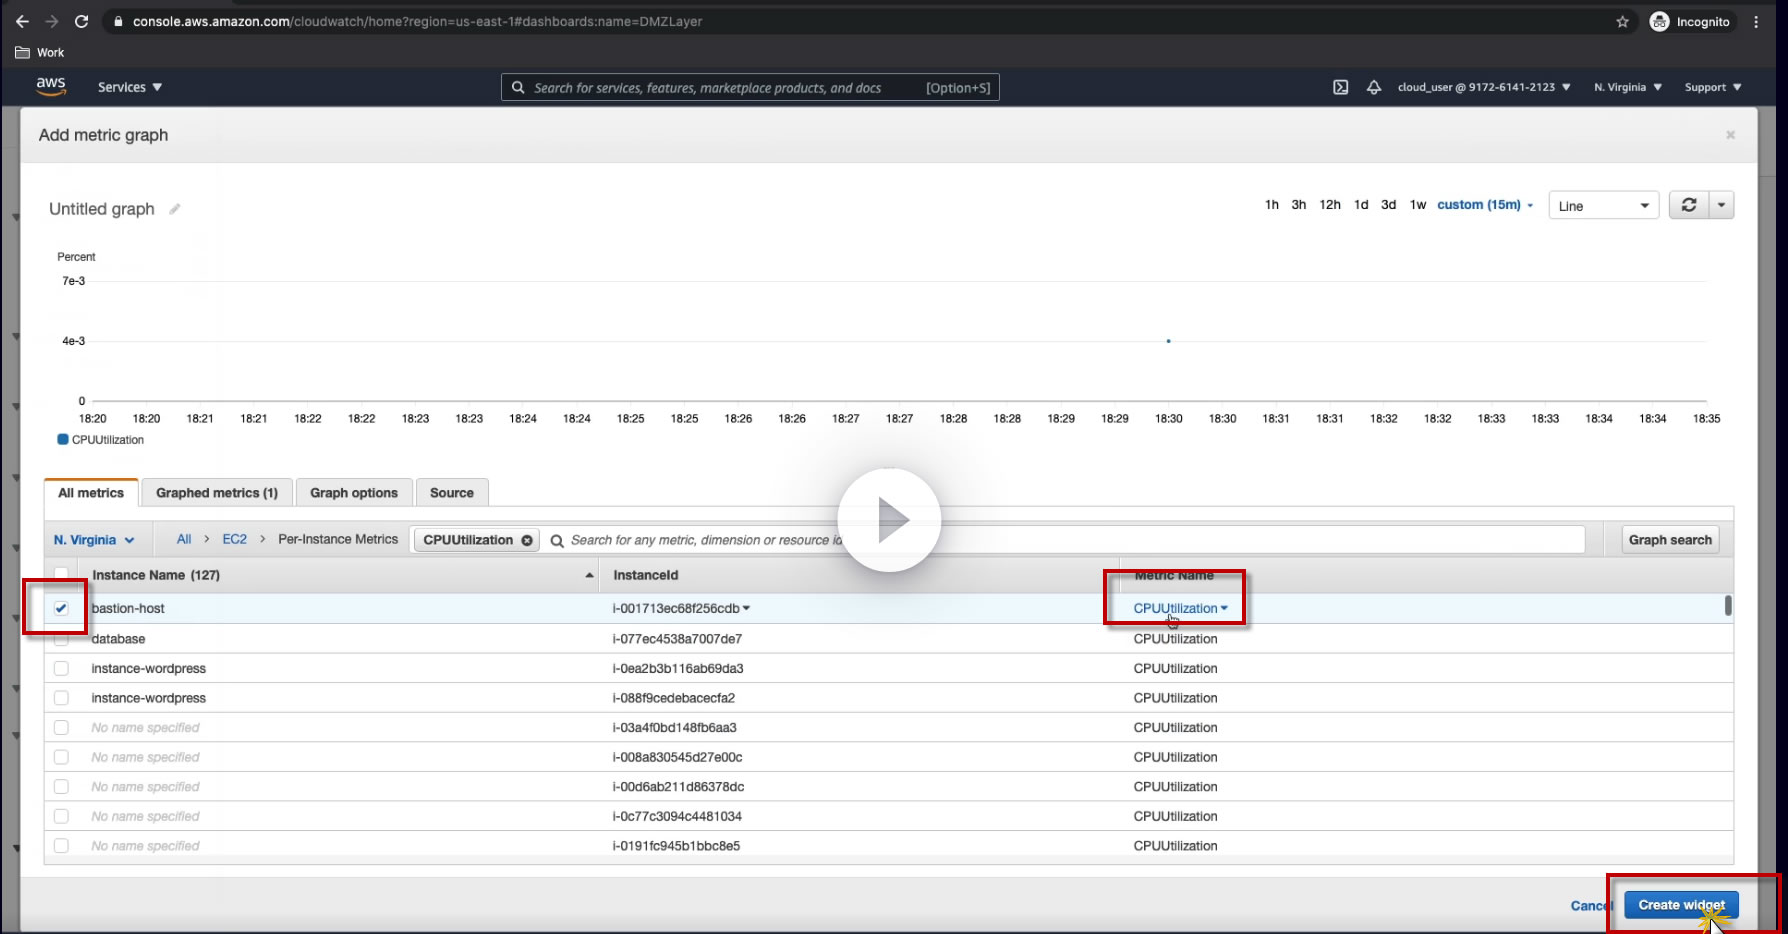 console.aws.amazon.com/cloudwatch/home?region=us-east-1#dashboards:name=DMZLayer
Incognito
Work
aws
Services
Search for services, features, marketplace products, and docs [Option+S]
cloud_user @ 9172-6141-2123
N. Virginia
Support
Add metric graph
Untitled graph
1h 3h 12h 1d 3d 1w custom (15m)
Line
Percent
7e-3
4e-3
0
18:20 18:20 18:21 18:21 18:22 18:22 18:23 18:23 18:24 18:24 18:25 18:25 18:26 18:26 18:27 18:27 18:28 18:28 18:29 18:29 18:30 18:30 18:31 18:31 18:32 18:32 18:33 18:33 18:34 18:34 18:35
CPUUtilization
All metrics Graphed metrics (1) Graph options Source
N. Virginia All > EC2 > Per-Instance Metrics CPUUtilization Search for any metric, dimension or resource id Graph search
Instance Name (127) InstanceId Metric Name
bastion-host i-001713ec68f256cdb CPUUtilization
database i-077ec4538a7007de7 CPUUtilization
instance-wordpress i-0ea2b3b116ab69da3 CPUUtilization
instance-wordpress i-088f9cedebacecfa2 CPUUtilization
No name specified i-03a4f0bd148fb6aa3 CPUUtilization
No name specified i-008a830545d27e00c CPUUtilization
No name specified i-00d6ab211d86378dc CPUUtilization
No name specified i-0c77c3094c4481034 CPUUtilization
No name specified i-0191fc945b1bbc8e5 CPUUtilization
Cancel Create widget